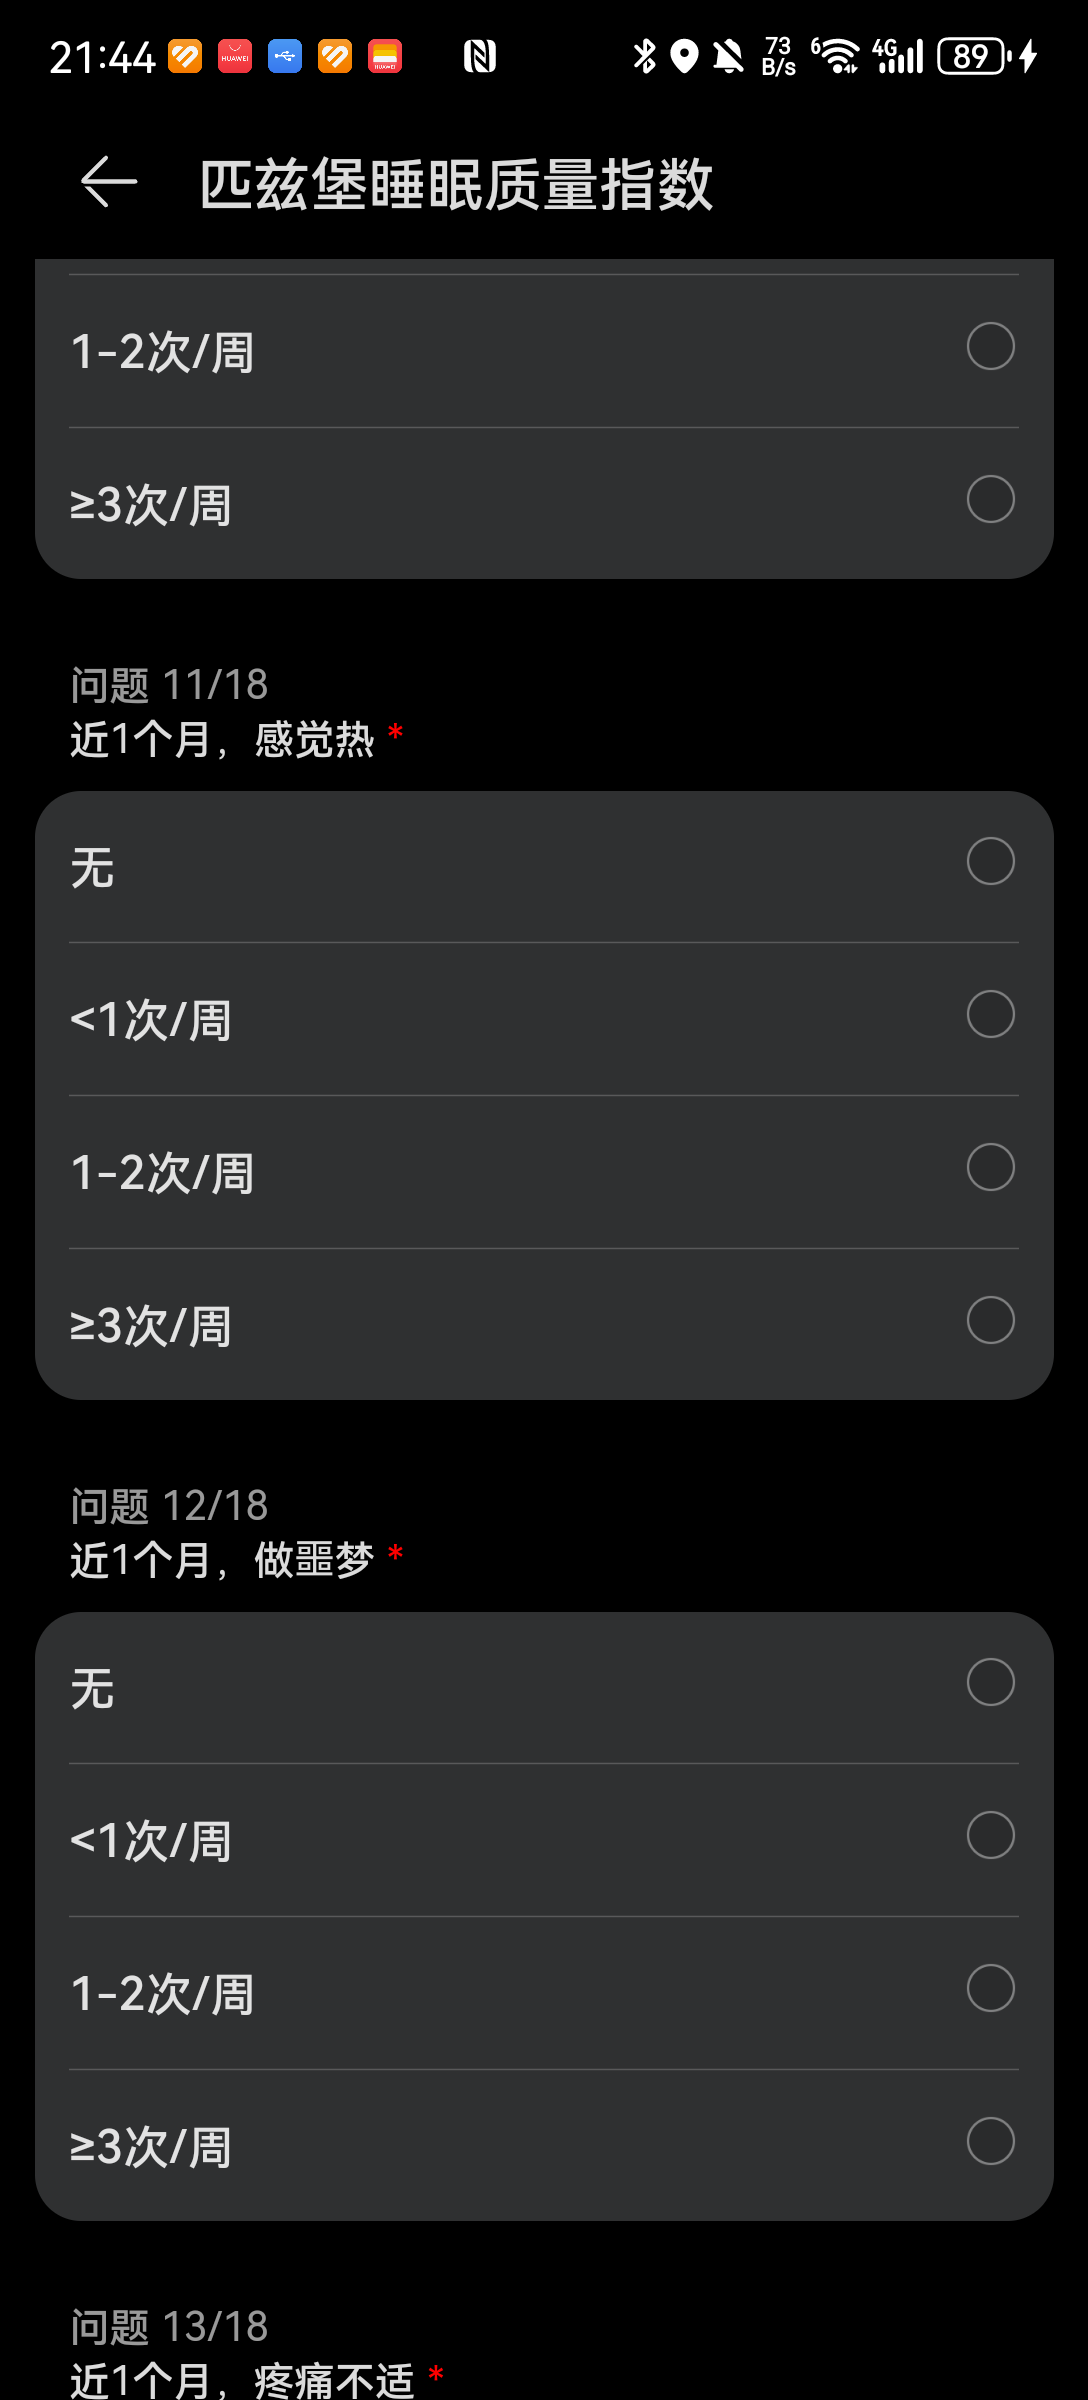 21:44
HUAWEI
HUAWEI
73 B/s
6
4G
89
匹兹堡睡眠质量指数
1-2次/周
≥3次/周
问题 11/18
近1个月，感觉热 *
无
<1次/周
1-2次/周
≥3次/周
问题 12/18
近1个月，做噩梦 *
无
<1次/周
1-2次/周
≥3次/周
问题 13/18
近1个月，疼痛不适 *